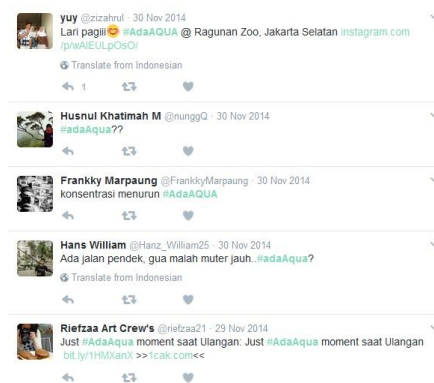 yuy @zizahrul · 30 Nov 2014
Lari pagiii😊 #AdaAQUA @ Ragunan Zoo, Jakarta Selatan instagram.com
/p/wAlEULpOsO/
Translate from Indonesian
1
Husnul Khatimah M @nunggQ · 30 Nov 2014
#adaAqua??
Frankky Marpaung @FrankkyMarpaung · 30 Nov 2014
konsentrasi menurun #AdaAQUA
Hans William @Hanz_William25 · 30 Nov 2014
Ada jalan pendek, gua malah muter jauh..#adaAqua?
Translate from Indonesian
Riefzaa Art Crew's @riefzaa21 · 29 Nov 2014
Just #AdaAqua moment saat Ulangan: Just #AdaAqua moment saat Ulangan
bit.ly/1HMXanX >>1cak.com<<